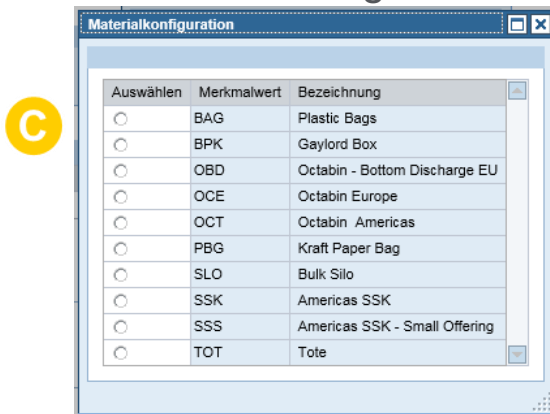 Materialkonfiguration
C
Auswählen Merkmalwert Bezeichnung
BAG Plastic Bags
BPK Gaylord Box
OBD Octabin - Bottom Discharge EU
OCE Octabin Europe
OCT Octabin Americas
PBG Kraft Paper Bag
SLO Bulk Silo
SSK Americas SSK
SSS Americas SSK - Small Offering
TOT Tote